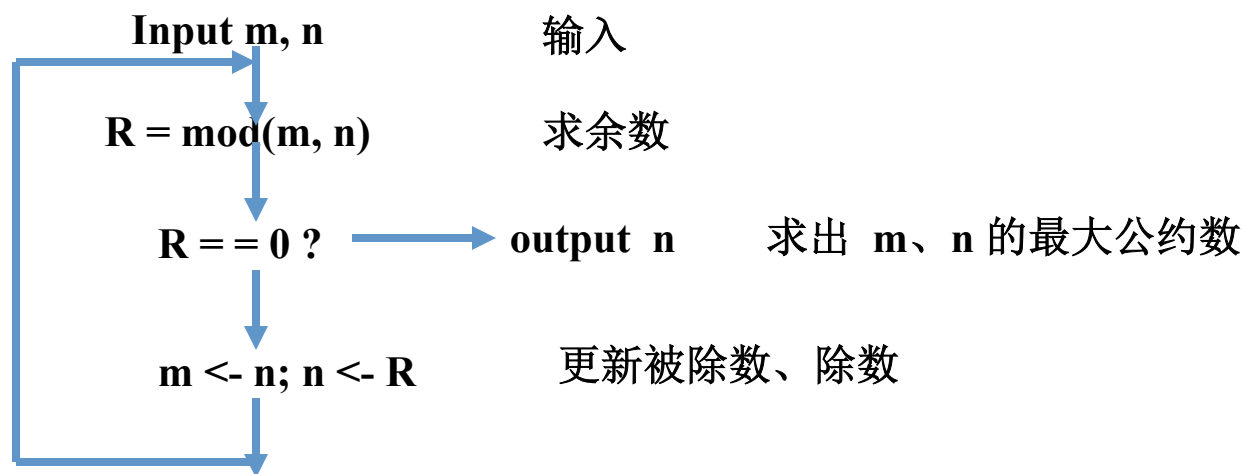 Input m, n 输入
R = mod(m, n) 求余数
R = = 0 ? output n 求出 m、n 的最大公约数
m <- n; n <- R 更新被除数、除数